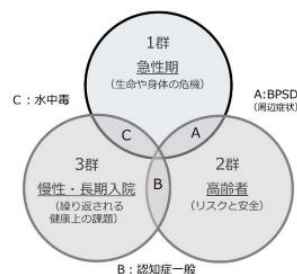 1群
急性期
(生命や身体の危機)
C：水中毒
A:BPSD
(周辺症状)
C
A
3群
慢性・長期入院
(繰り返される
健康上の課題)
B
2群
高齢者
(リスクと安全)
B：認知症一般